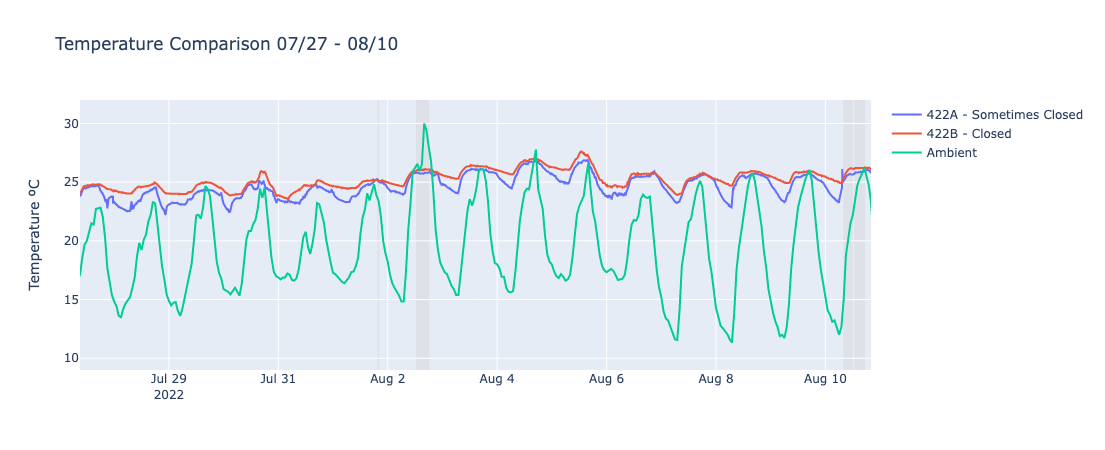 Temperature Comparison 07/27 - 08/10
422A - Sometimes Closed
422B - Closed
Ambient
Temperature ºC
30
25
20
15
10
Jul 29
2022
Jul 31
Aug 2
Aug 4
Aug 6
Aug 8
Aug 10